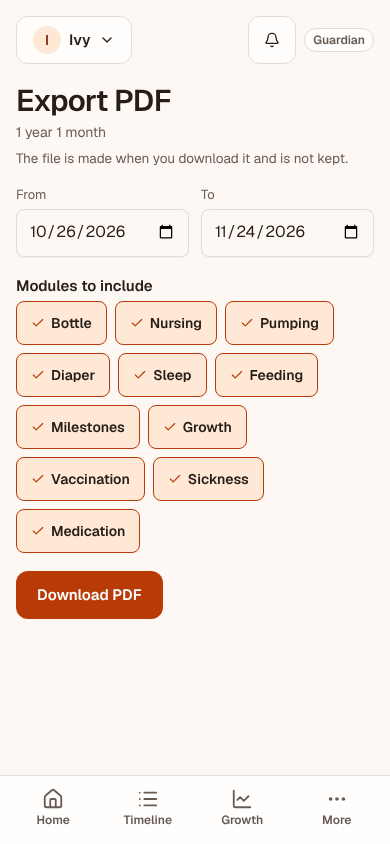 I Ivy Guardian
Export PDF
1 year 1 month
The file is made when you download it and is not kept.
From To
10/26/2026 11/24/2026
Modules to include
Bottle Nursing Pumping
Diaper Sleep Feeding
Milestones Growth
Vaccination Sickness
Medication
Download PDF
Home Timeline Growth More